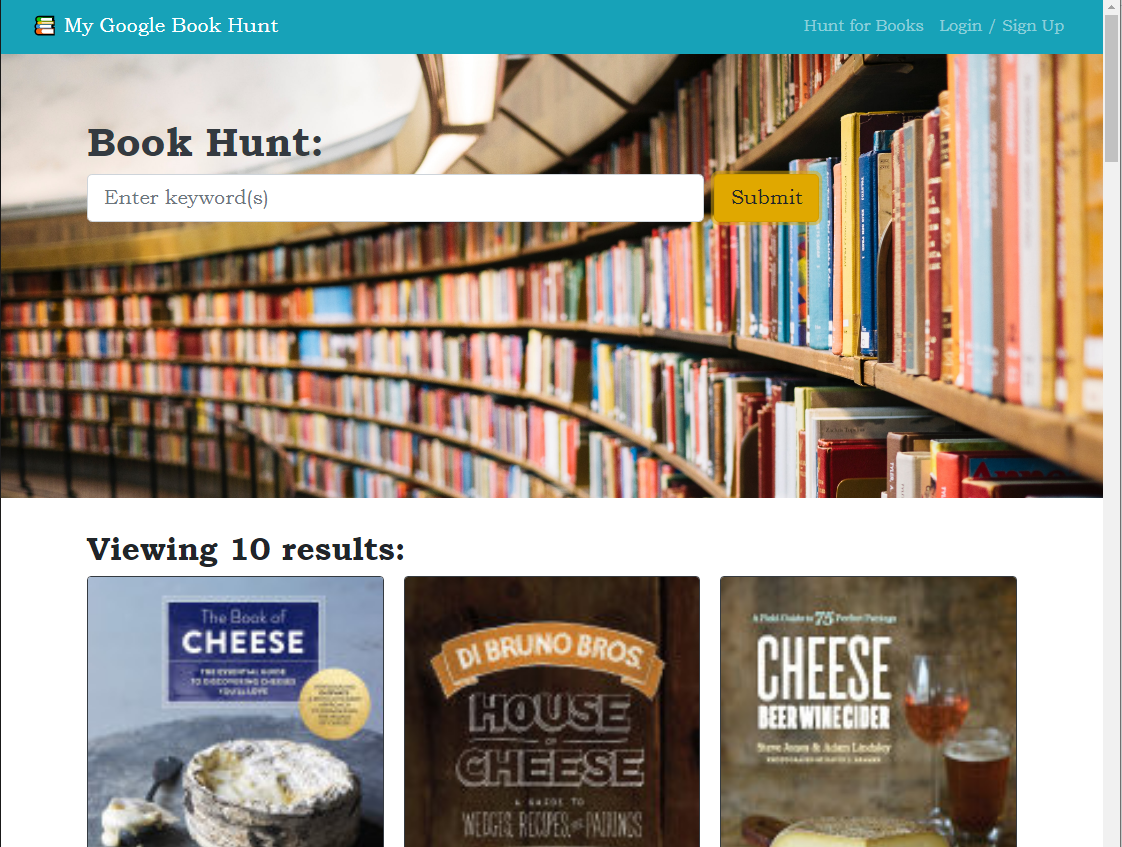 My Google Book Hunt
Hunt for Books Login / Sign Up
Book Hunt:
Enter keyword(s)
Submit
Viewing 10 results:
The Book of
CHEESE
THE ESSENTIAL GUIDE
TO DISCOVERING CHEESES
YOU'LL LOVE
DI BRUNO BROS.
HOUSE
OF
CHEESE
A GUIDE TO
WEDGES, RECIPES, AND PAIRINGS
A Field Guide to 75 Perfect Pairings
CHEESE
BEER WINE CIDER
Steve Jones & Adam Lindsley